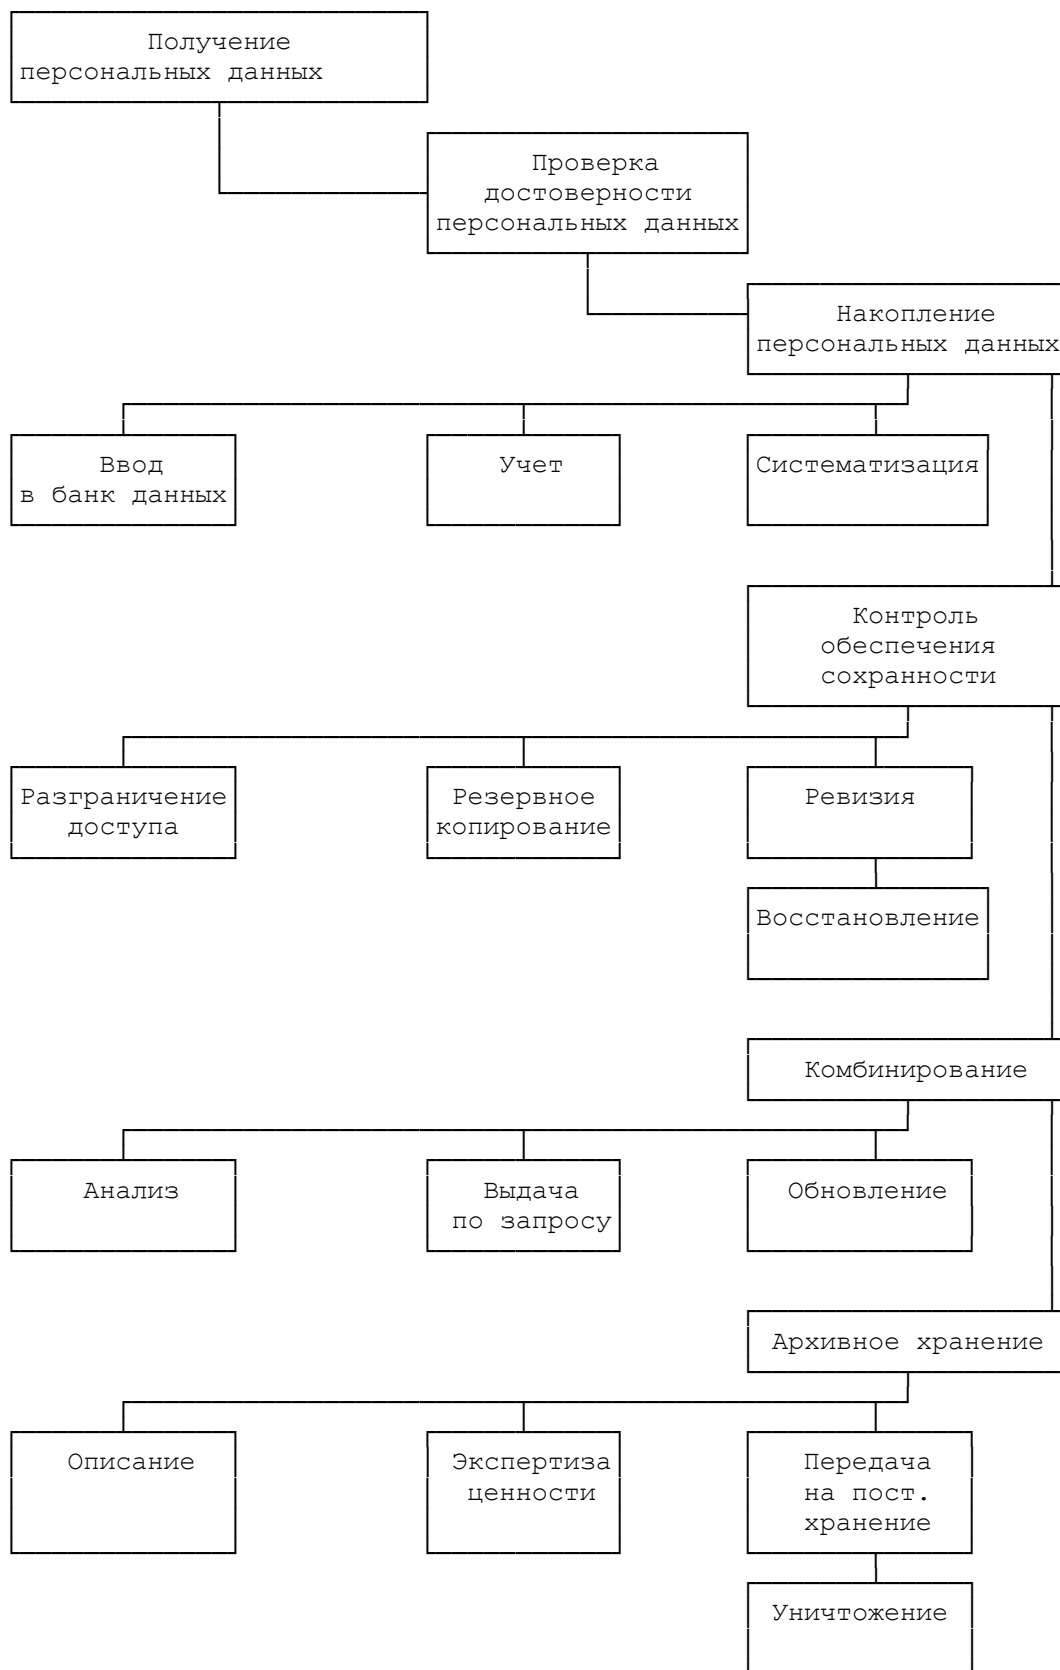 Получение
персональных данных
Проверка
достоверности
персональных данных
Накопление
персональных данных
Ввод
в банк данных
Учет
Систематизация
Контроль
обеспечения
сохранности
Разграничение
доступа
Резервное
копирование
Ревизия
Восстановление
Комбинирование
Анализ
Выдача
по запросу
Обновление
Архивное хранение
Описание
Экспертиза
ценности
Передача
на пост.
хранение
Уничтожение